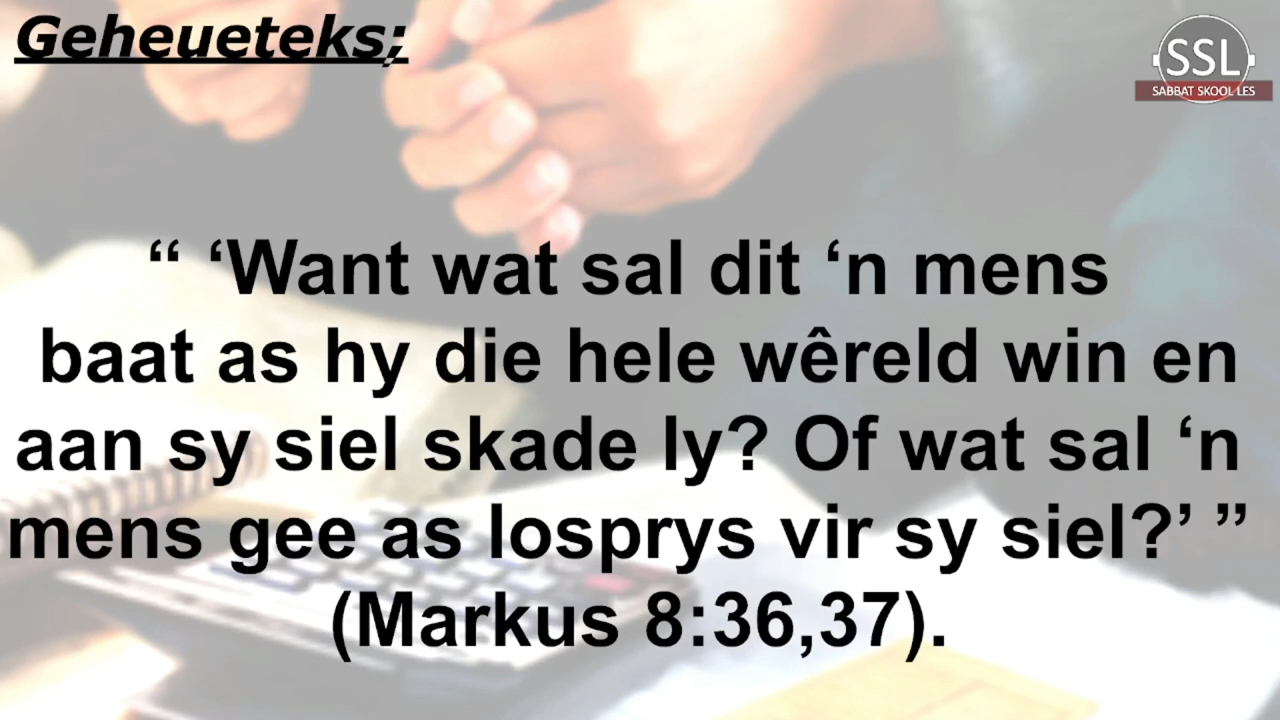 Geheueteks;
SSL
SABBAT SKOOL LES
“ ‘Want wat sal dit ‘n mens
baat as hy die hele wêreld win en
aan sy siel skade ly? Of wat sal ‘n
mens gee as losprys vir sy siel?’ ”
(Markus 8:36,37).